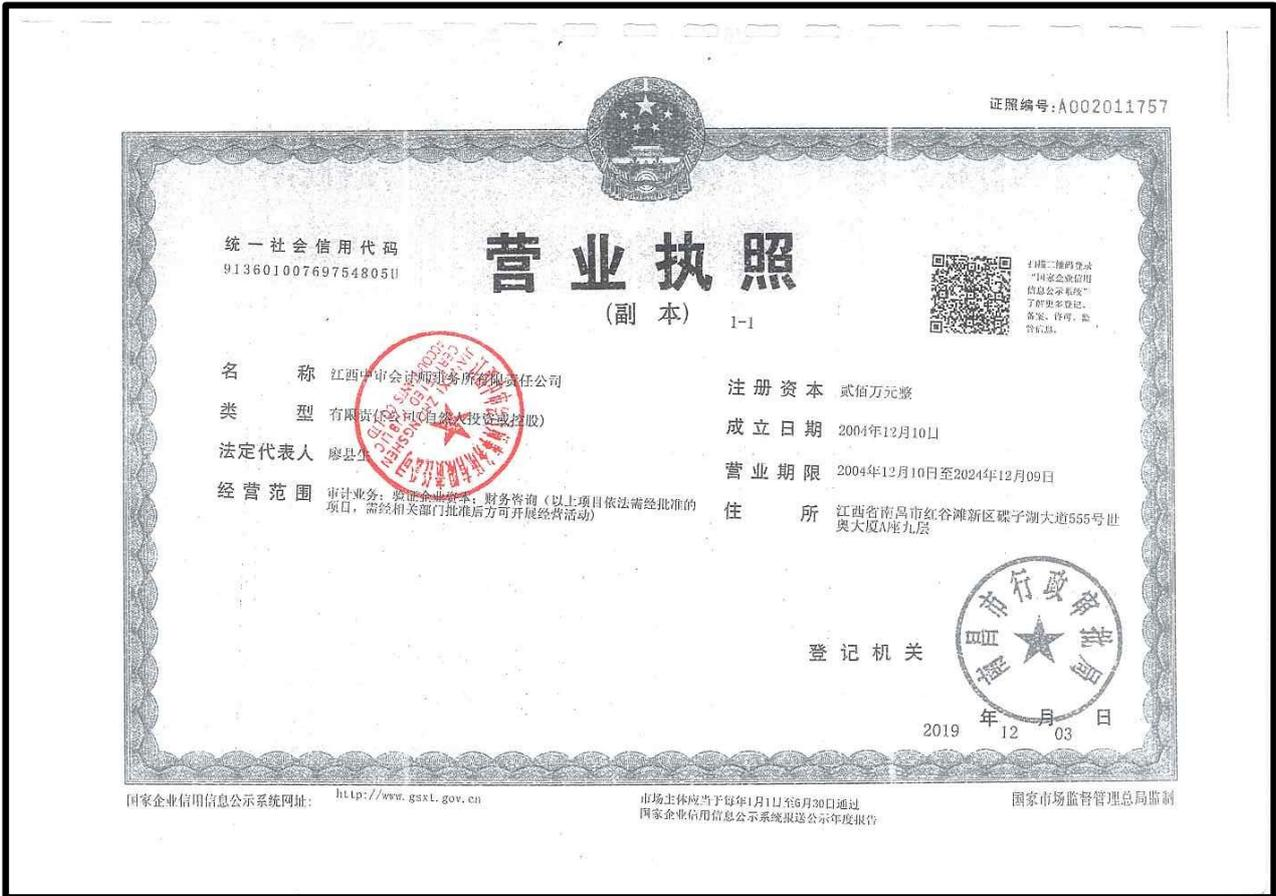 证照编号:A002011757
统一社会信用代码
91360100769754805U
营业执照
(副 本) 1-1
扫描二维码登录
“国家企业信用
信息公示系统”
了解更多登记、
备案、许可、监
管信息。
名 称 江西中审会计师事务所有限责任公司
类 型 有限责任公司(自然人投资或控股)
法定代表人 廖县生
经营范围 审计业务；验证企业资本；财务咨询（以上项目依法需经批准的
项目，需经相关部门批准后方可开展经营活动)
注册资本 贰佰万元整
成立日期 2004年12月10日
营业期限 2004年12月10日至2024年12月09日
住 所 江西省南昌市红谷滩新区碟子湖大道555号世
奥大厦A座九层
登记机关
南昌市行政审批局
2019 年 12 月 03 日
国家企业信用信息公示系统网址: http://www.gsxt.gov.cn
市场主体应当于每年1月1日至6月30日通过
国家企业信用信息公示系统报送公示年度报告
国家市场监督管理总局监制